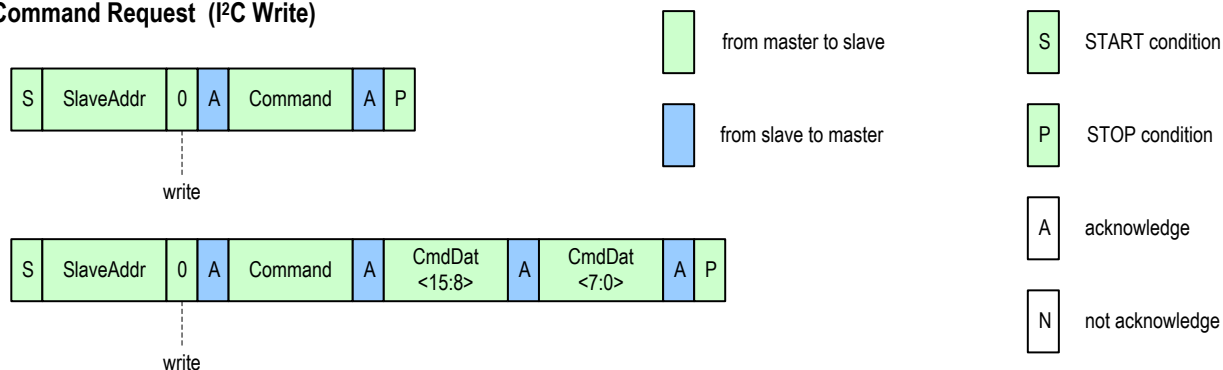 Command Request (I²C Write)
S SlaveAddr 0 A Command A P
write
S SlaveAddr 0 A Command A CmdDat <15:8> A CmdDat <7:0> A P
write
from master to slave
from slave to master
S START condition
P STOP condition
A acknowledge
N not acknowledge